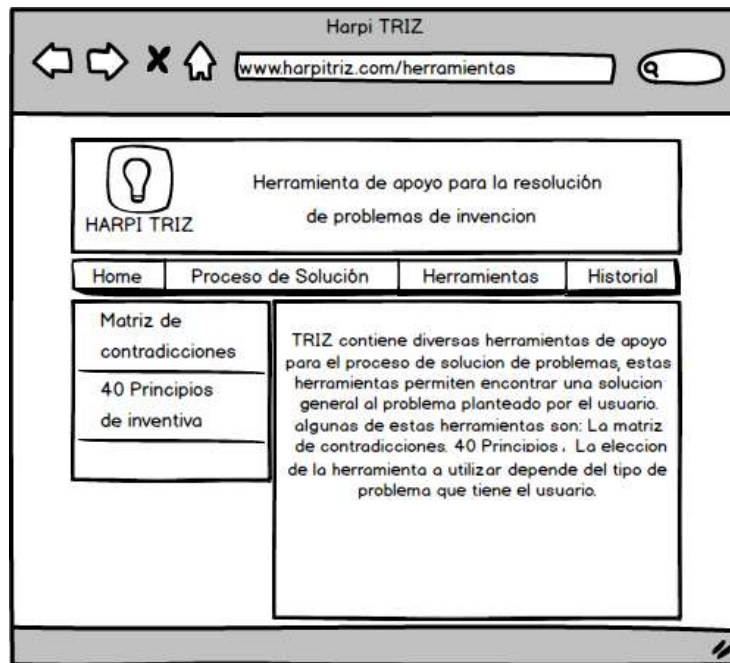 Harpi TRIZ
www.harpitriz.com/herramientas
Herramienta de apoyo para la resolución
de problemas de invencion
HARPI TRIZ
Home
Proceso de Solución
Herramientas
Historial
Matriz de
contradicciones
40 Principios
de inventiva
TRIZ contiene diversas herramientas de apoyo
para el proceso de solucion de problemas, estas
herramientas permiten encontrar una solucion
general al problema planteado por el usuario.
algunas de estas herramientas son: La matriz
de contradicciones. 40 Principios . La eleccion
de la herramienta a utilizar depende del tipo de
problema que tiene el usuario.